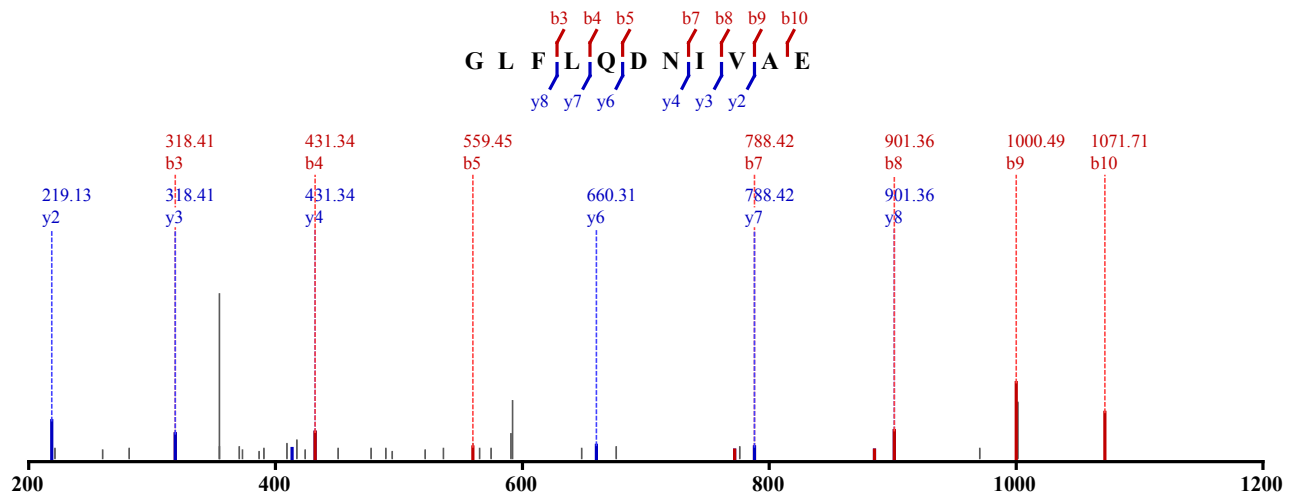 b3 b4 b5 b7 b8 b9 b10
G L F L Q D N I V A E
y8 y7 y6 y4 y3 y2
318.41 431.34 559.45 788.42 901.36 1000.49 1071.71
b3 b4 b5 b7 b8 b9 b10
219.13 318.41 431.34 660.31 788.42 901.36
y2 y3 y4 y6 y7 y8
200 400 600 800 1000 1200